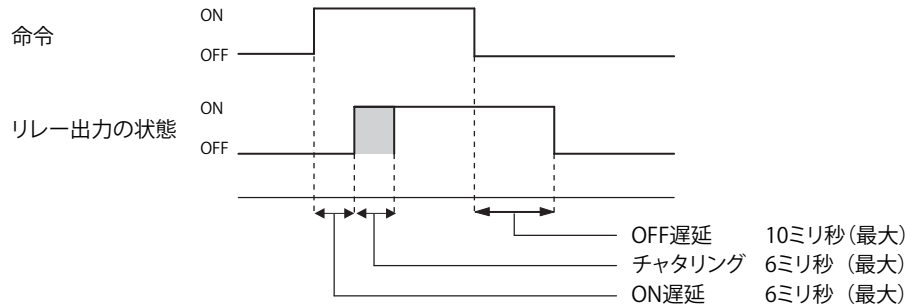 命令
ON
OFF
リレー出力の状態
ON
OFF
OFF遅延 10ミリ秒（最大）
チャタリング 6ミリ秒（最大）
ON遅延 6ミリ秒（最大）